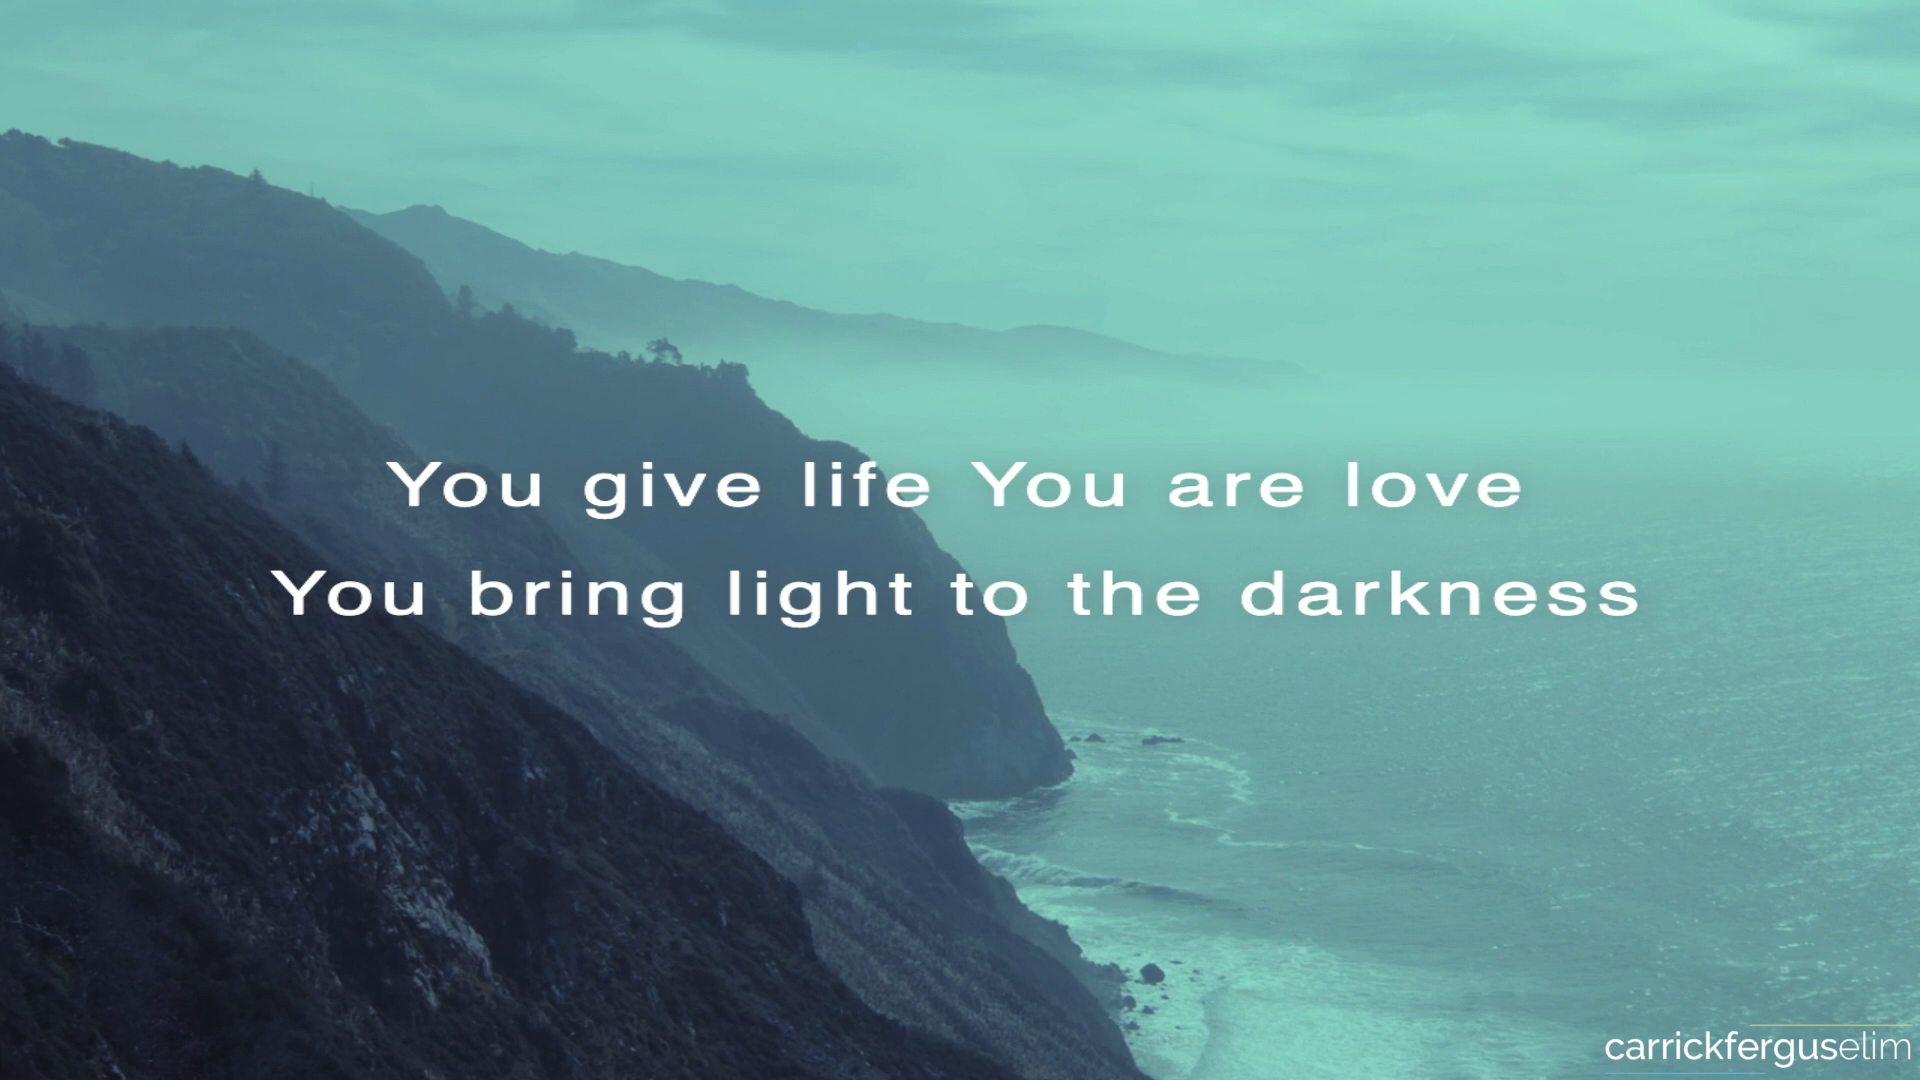 You give life You are love
You bring light to the darkness
carrickferguselim